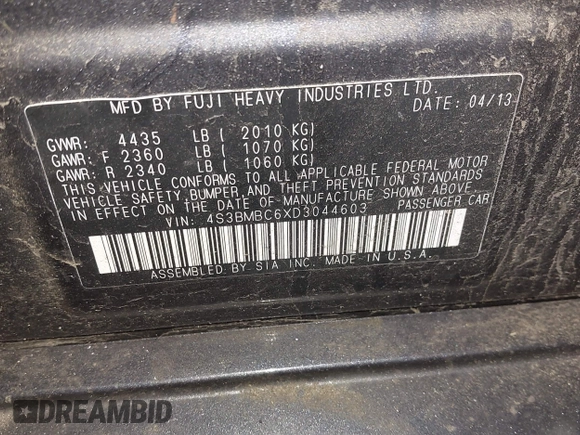 MFD BY FUJI HEAVY INDUSTRIES LTD.
DATE: 04/13
GVWR: 4435 LB ( 2010 KG)
GAWR: F 2360 LB ( 1070 KG)
GAWR: R 2340 LB ( 1060 KG)
THIS VEHICLE CONFORMS TO ALL APPLICABLE FEDERAL MOTOR
VEHICLE SAFETY, BUMPER, AND THEFT PREVENTION STANDARDS
IN EFFECT ON THE DATE OF MANUFACTURE SHOWN ABOVE.
VIN: 4S3BMBC6XD3044603 PASSENGER CAR
ASSEMBLED BY SIA INC. MADE IN U.S.A.
DREAMBID